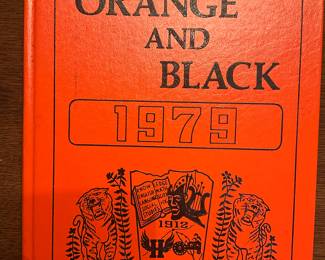 ORANGE
AND
BLACK
1979
1912
H